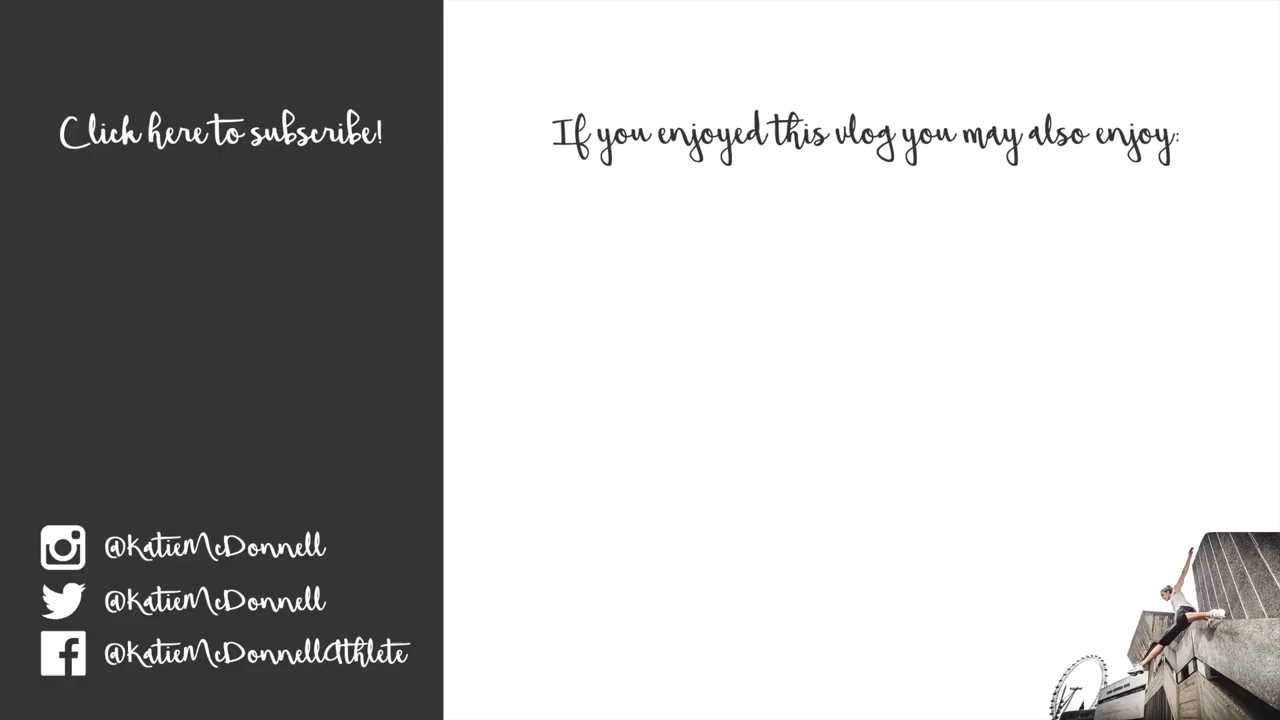 Click here to subscribe!
If you enjoyed this vlog you may also enjoy:
@KatieMcDonnell
@KatieMcDonnell
@KatieMcDonnellAthlete